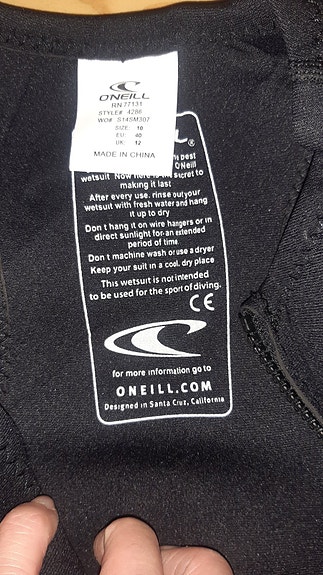 O'NEILL
RN 77131
STYLE# 4286
WO# S14SM307
SIZE: 10
EU: 40
UK: 12
MADE IN CHINA
®
pest
O'Neill
wetsuit Now here is the secret to
making it last
After every use, rinse out your
wetsuit with fresh water and hang
it up to dry
Don t hang it on wire hangers or in
direct sunlight for an extended
period of time.
Don t machine wash or use a dryer
Keep your suit in a cool, dry place
This wetsuit is not intended
to be used for the sport of diving.
CE
for more information go to
ONEILL.COM
Designed in Santa Cruz, California